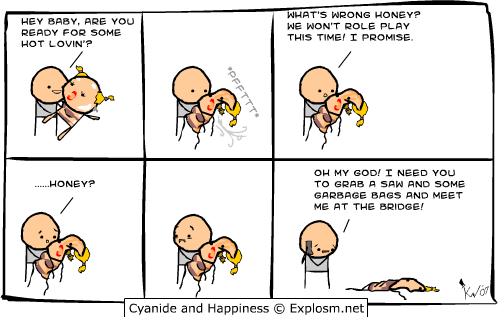 HEY BABY, ARE YOU
READY FOR SOME
HOT LOVIN'?
*PFFTTT*
WHAT'S WRONG HONEY?
WE WON'T ROLE PLAY
THIS TIME! I PROMISE.
......HONEY?
OH MY GOD! I NEED YOU
TO GRAB A SAW AND SOME
GARBAGE BAGS AND MEET
ME AT THE BRIDGE!
Cyanide and Happiness © Explosm.net